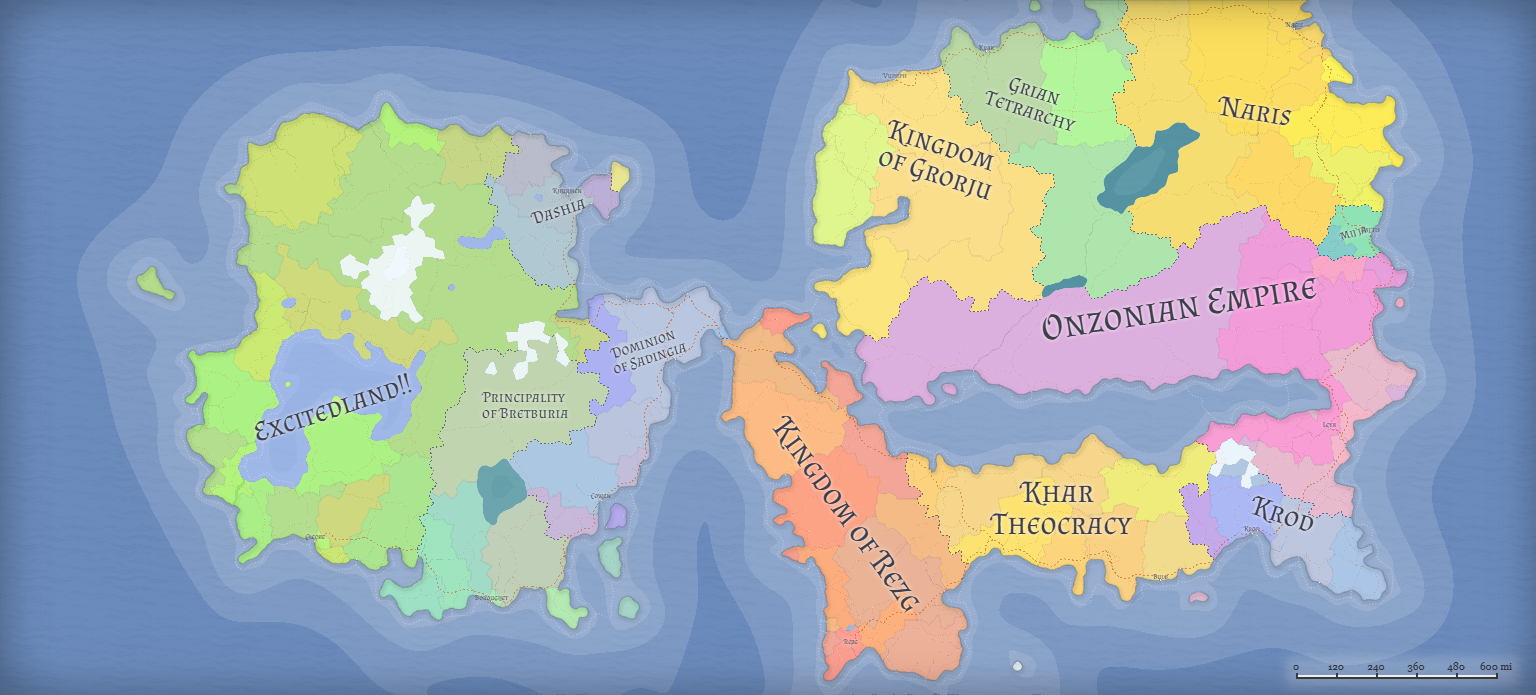 Naris
Grian
Tetrarchy
Kingdom
of Grorju
Dashia
Mijia
Onzonian Empire
Dominion
of Sadingia
Excitedland!!
Principality
of Bretburia
Kingdom of Rezg
Khar
Theocracy
Krod
0 120 240 360 480 600 mi